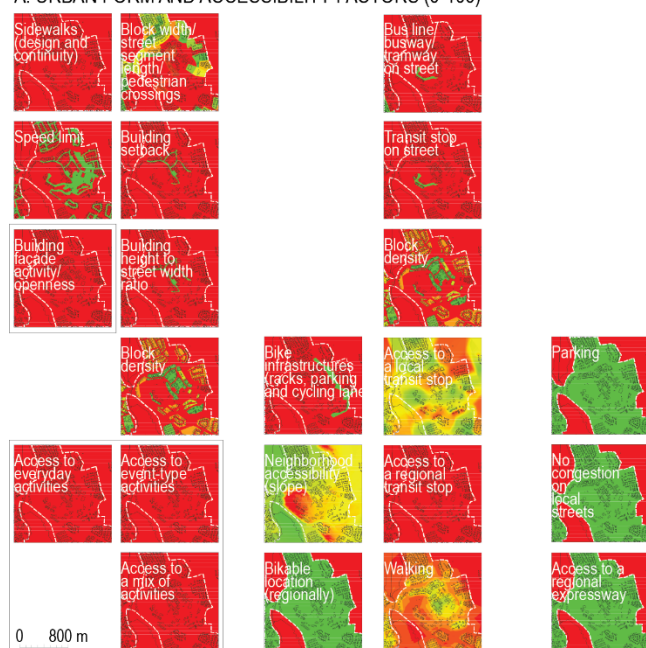 A. URBAN FORM AND ACCESSIBILITY FACTORS (0-100)
Sidewalks
(design and
continuity)
Block width/
street
segment
length/
pedestrian
crossings
Bus line/
busway/
tramway
on street
Speed limit
Building
setback
Transit stop
on street
Building
façade
activity/
openness
Building
height to
street width
ratio
Block
density
Block
density
Bike
infrastructures
(racks, parking
and cycling lane
Access to
a local
transit stop
Parking
Access to
everyday
activities
Access to
event-type
activities
Neighborhood
accessibility
(slope)
Access to
a regional
transit stop
No
congestion
on
local
streets
Access to
a mix of
activities
Bikable
location
(regionally)
Walking
Access to a
regional
expressway
0 800 m